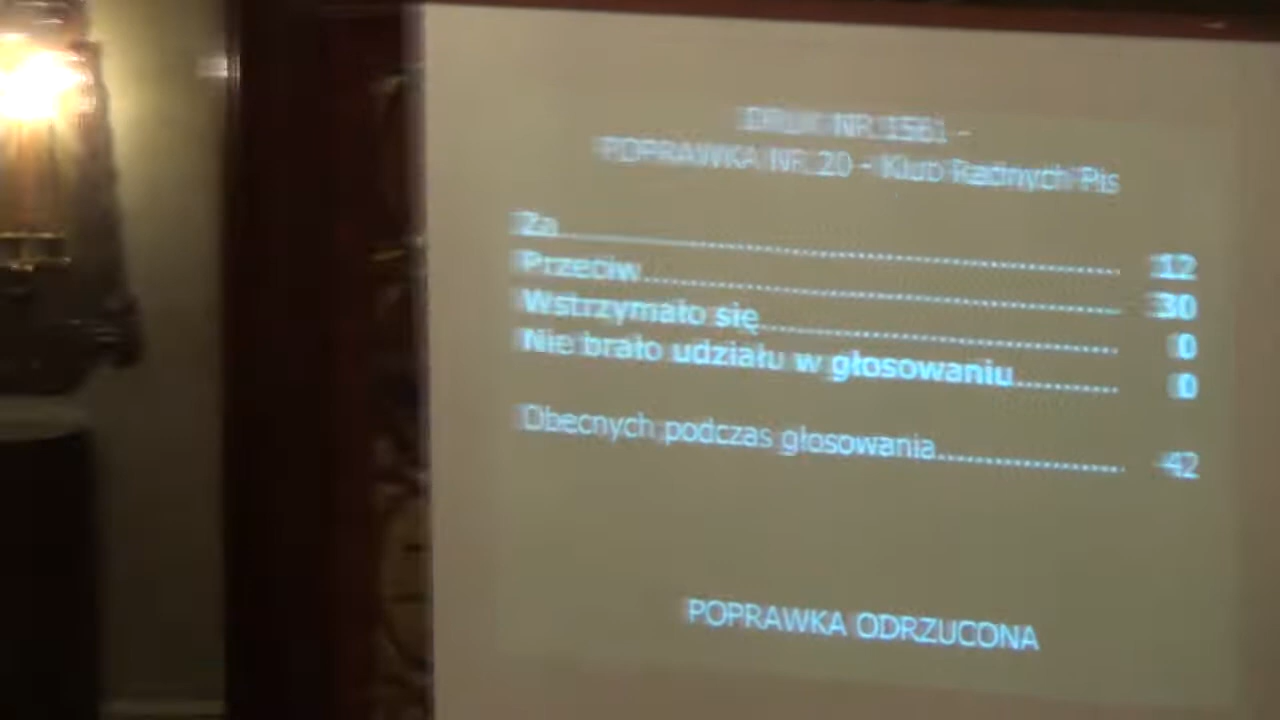 DRUK NR 1561 -
POPRAWKA NR 20 - Klub Radnych Pis
Za 12
Przeciw 30
Wstrzymało się 0
Nie brało udziału w głosowaniu 0
Obecnych podczas głosowania 42
POPRAWKA ODRZUCONA